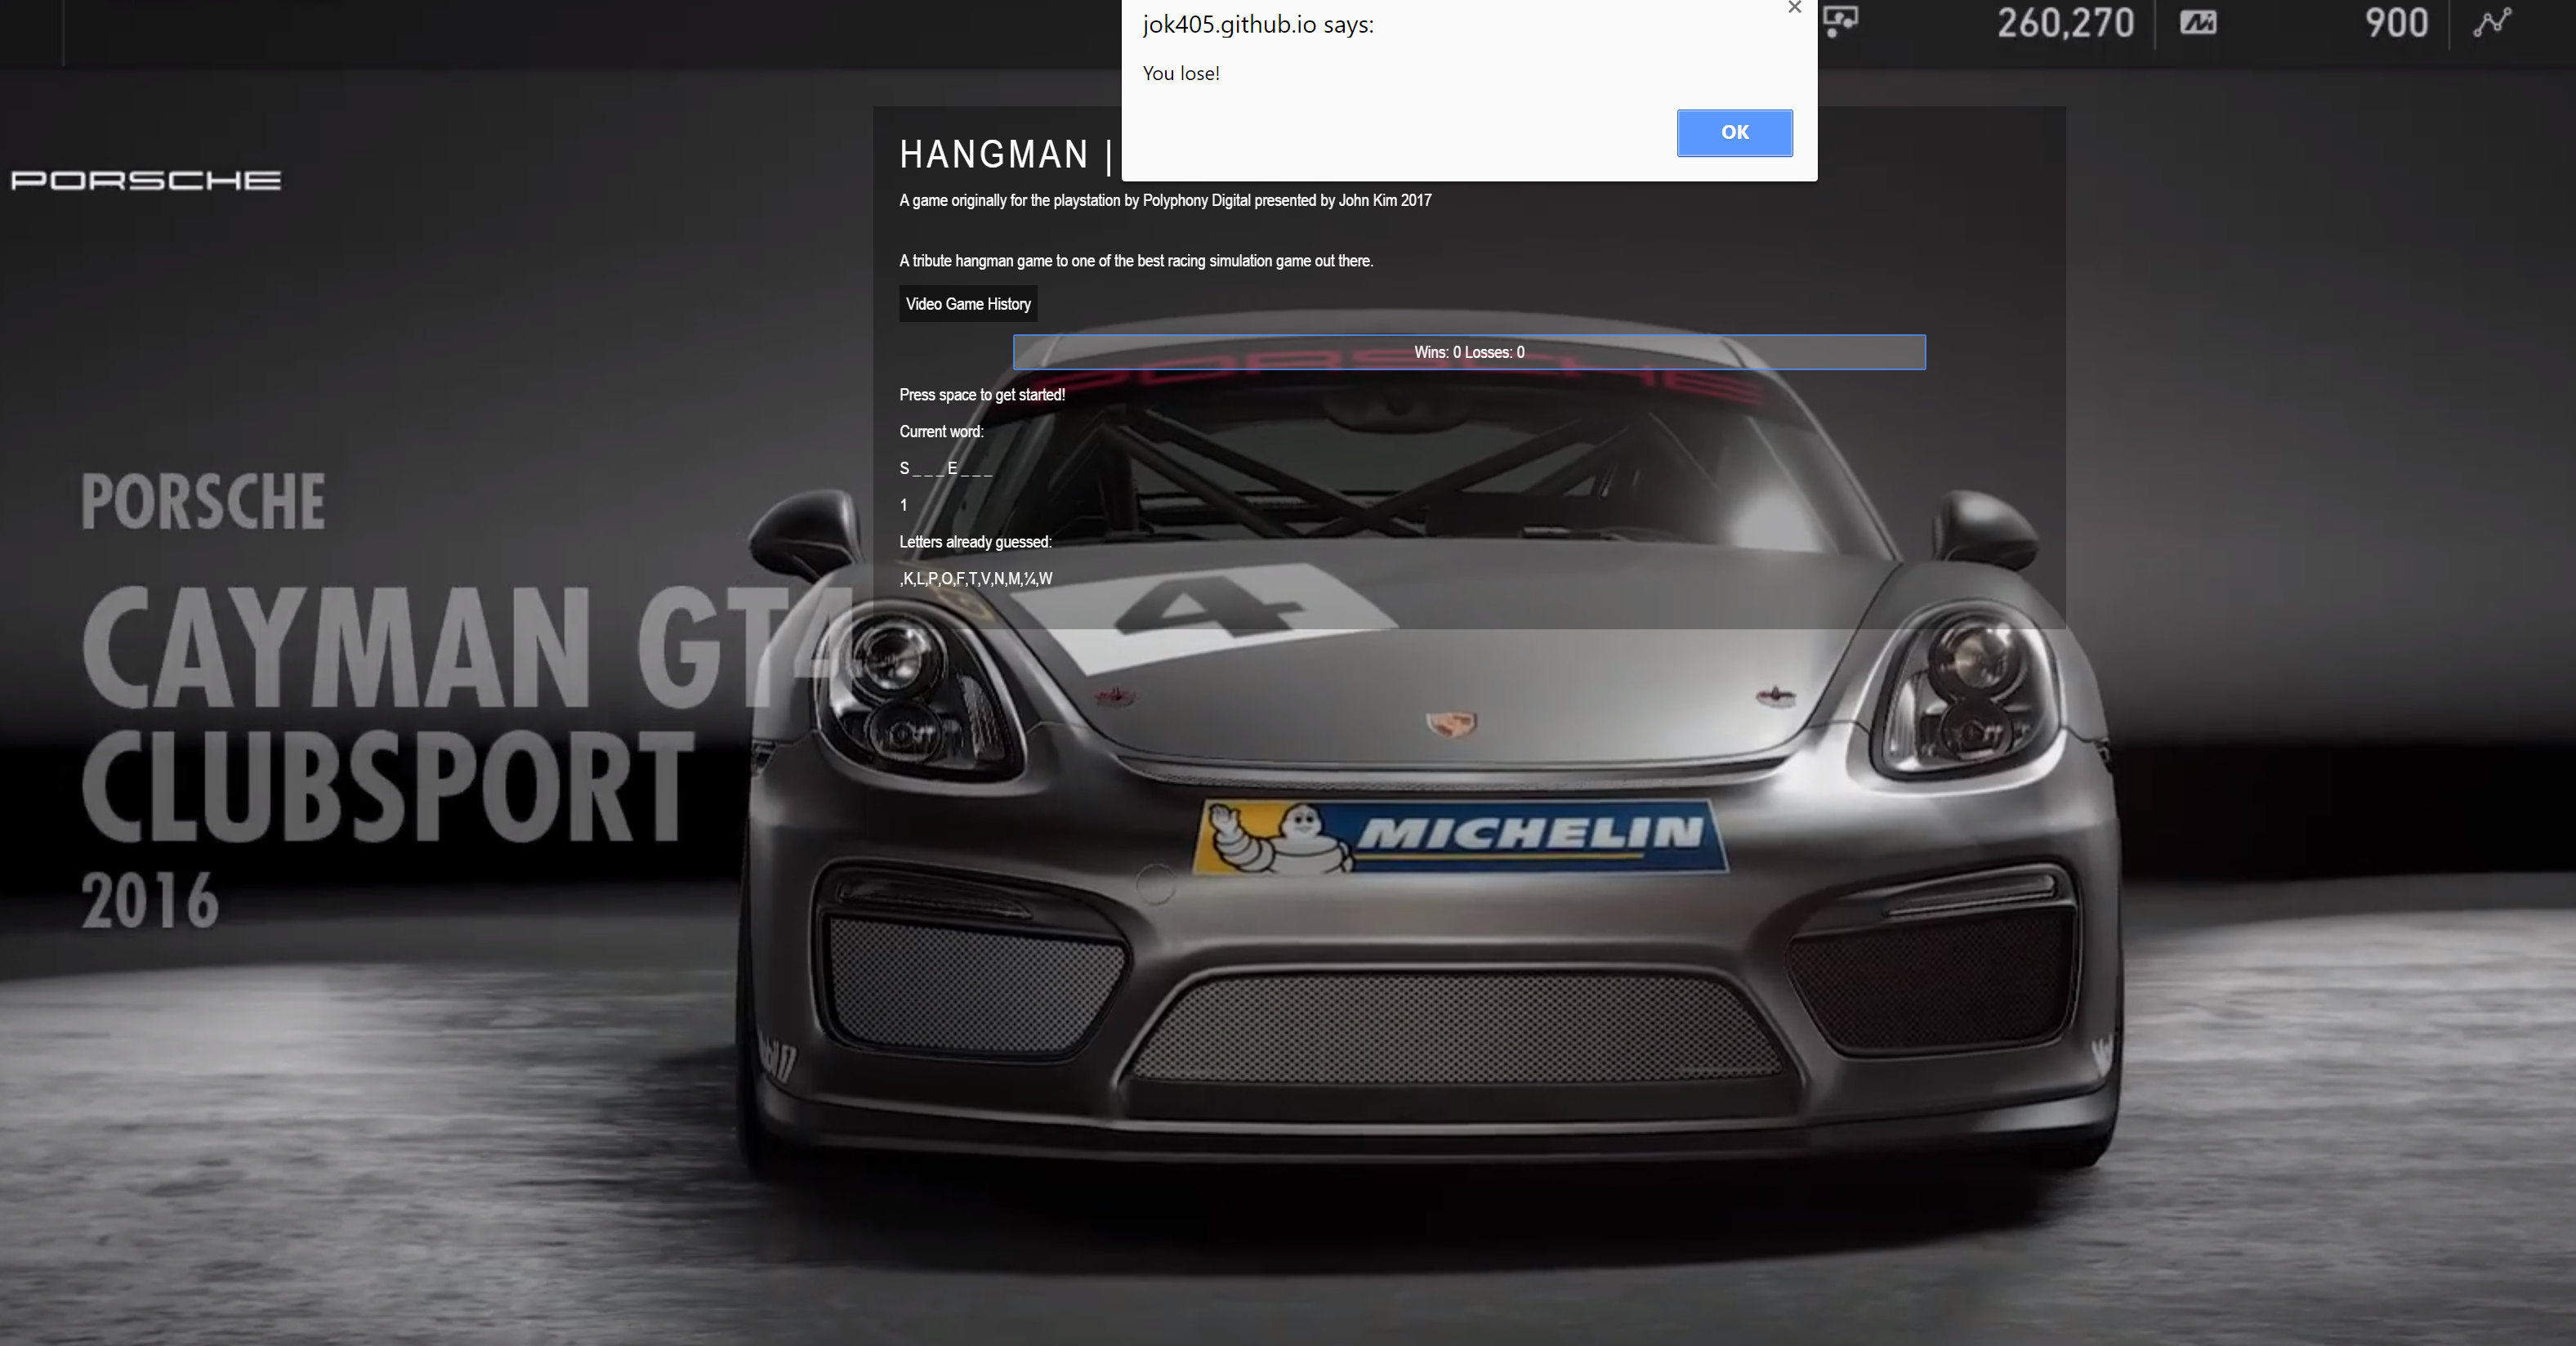 jok405.github.io says:
You lose!
OK
260,270
900
HANGMAN |
PORSCHE
A game originally for the playstation by Polyphony Digital presented by John Kim 2017
A tribute hangman game to one of the best racing simulation game out there.
Video Game History
Wins: 0 Losses: 0
PORSCHE
Press space to get started!
Current word:
S _ _ _ E _ _ _
1
Letters already guessed:
,K,L,P,O,F,T,V,N,M,¼,W
PORSCHE
CAYMAN GT4
CLUBSPORT
2016
4
MICHELIN